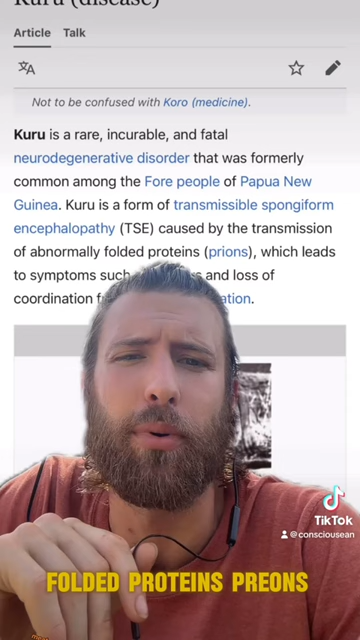 Kuru (disease)
Article Talk
Not to be confused with Koro (medicine).
Kuru is a rare, incurable, and fatal
neurodegenerative disorder that was formerly
common among the Fore people of Papua New
Guinea. Kuru is a form of transmissible spongiform
encephalopathy (TSE) caused by the transmission
of abnormally folded proteins (prions), which leads
to symptoms such and loss of
coordination
TikTok
@consciousean
FOLDED PROTEINS PREONS